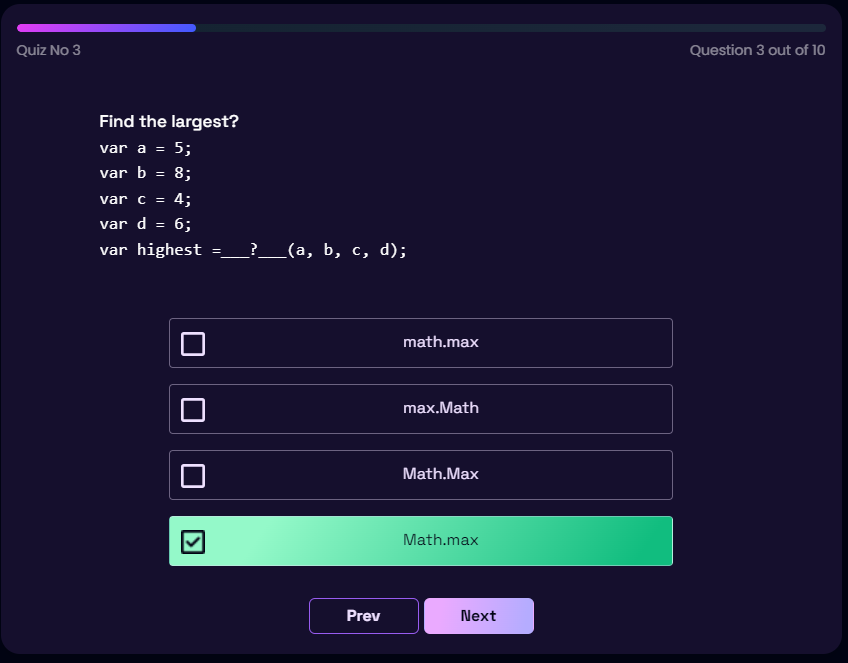 Quiz No 3
Question 3 out of 10
Find the largest?
var a = 5;
var b = 8;
var c = 4;
var d = 6;
var highest =___?___(a, b, c, d);
math.max
max.Math
Math.Max
Math.max
Prev
Next